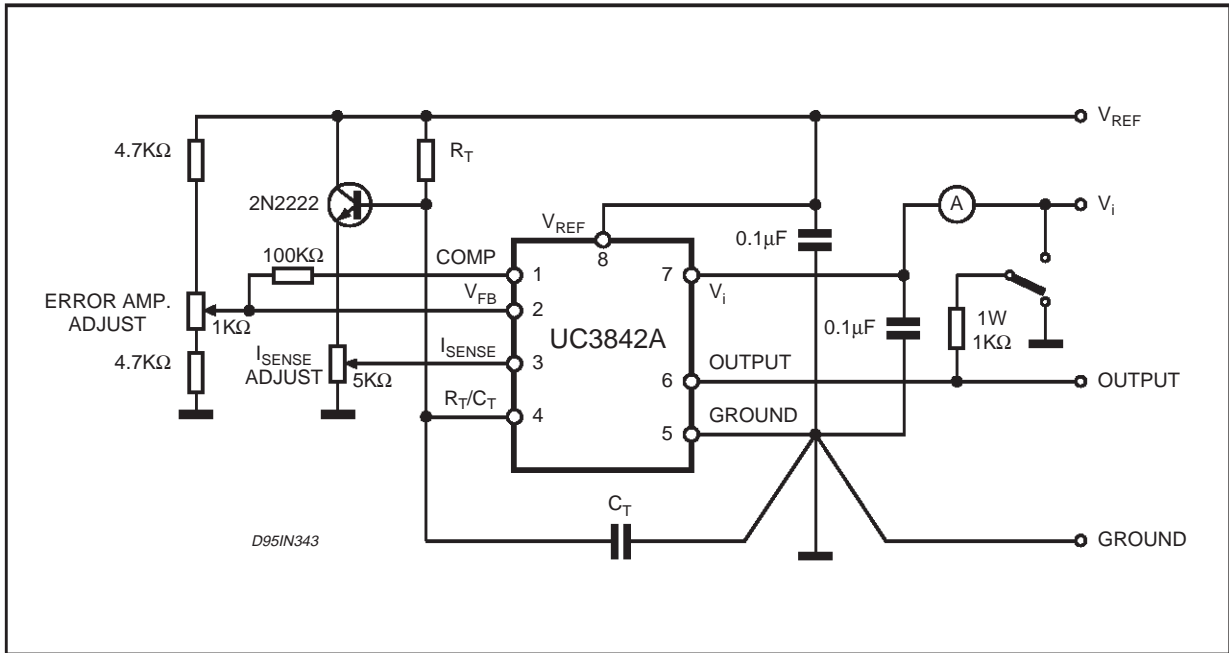 V_REF
4.7KΩ
R_T
2N2222
A
V_i
V_REF
8
0.1μF
100KΩ
COMP
1
7
V_i
V_FB
2
ERROR AMP.
ADJUST
1KΩ
UC3842A
0.1μF
1W
1KΩ
4.7KΩ
I_SENSE
ADJUST
5KΩ
I_SENSE
3
OUTPUT
6
OUTPUT
R_T/C_T
4
GROUND
5
C_T
D95IN343
GROUND